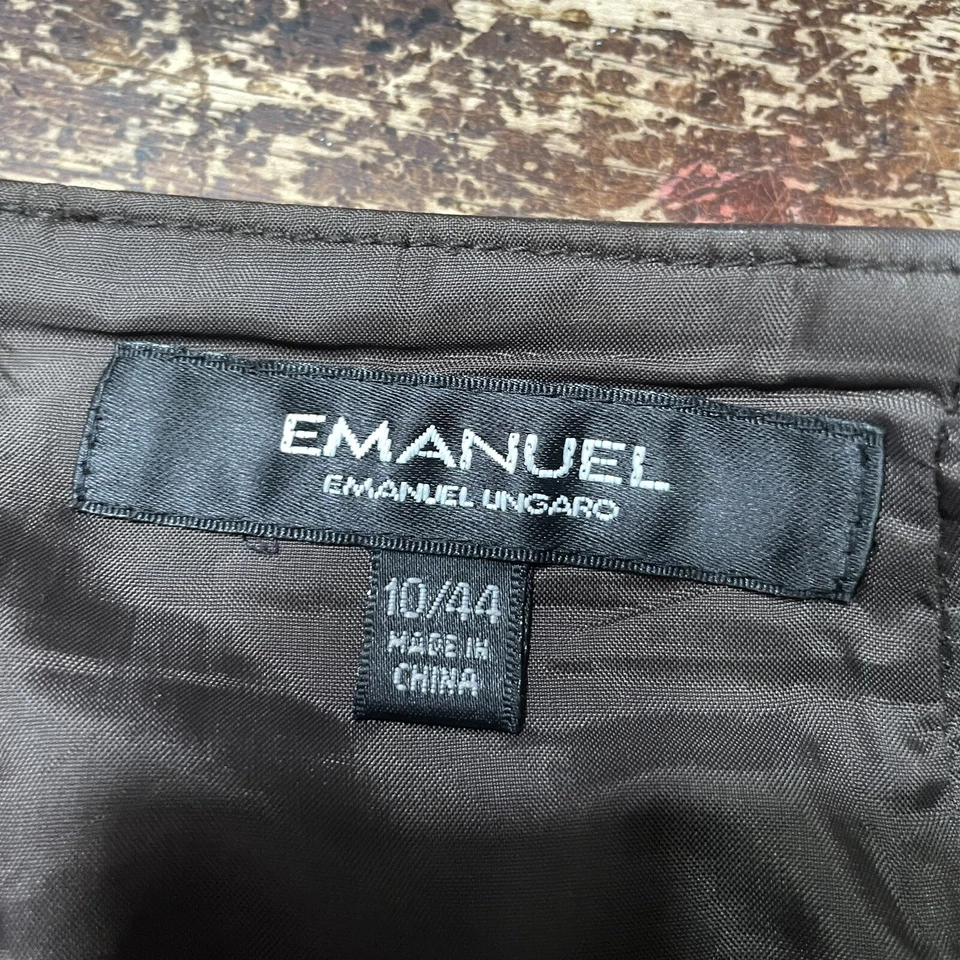 EMANUEL
EMANUEL UNGARO
10/44
MADE IN
CHINA